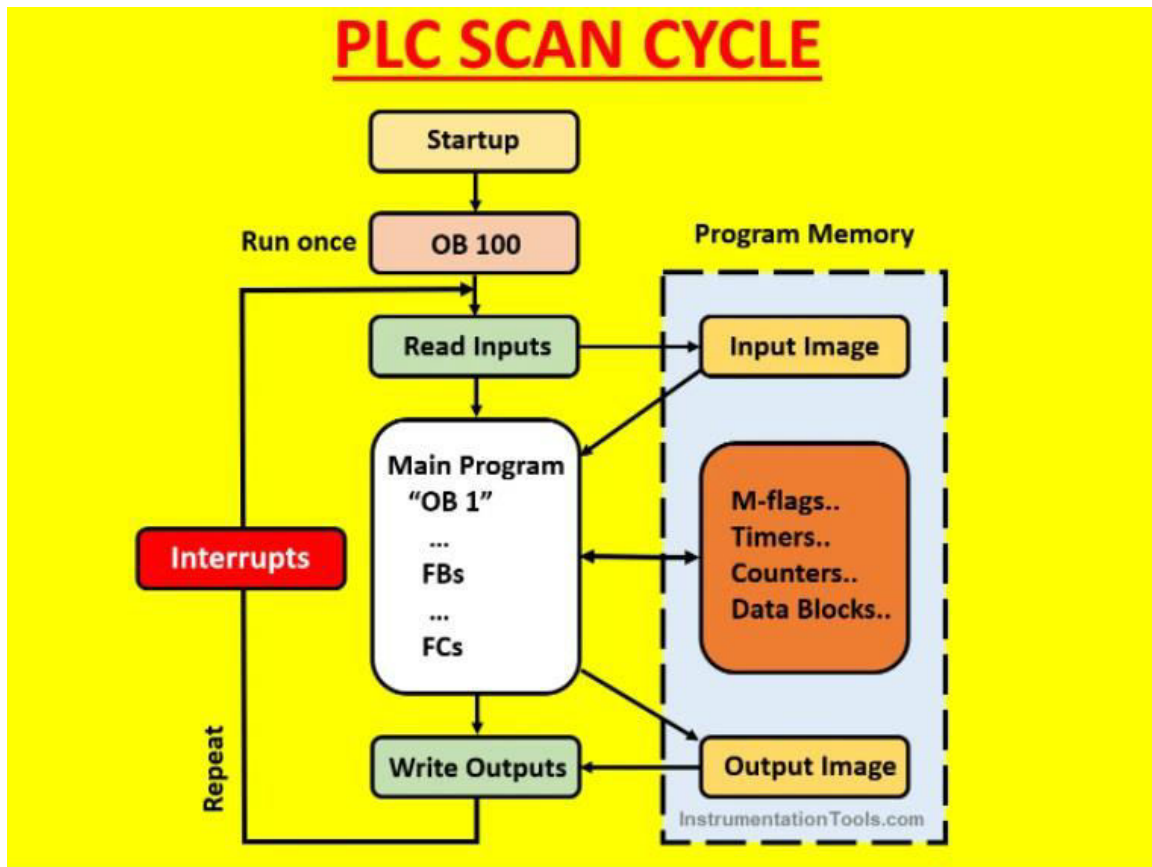 PLC SCAN CYCLE
Startup
Run once
OB 100
Program Memory
Read Inputs
Input Image
Main Program
“OB 1”
...
FBs
...
FCs
M-flags..
Timers..
Counters..
Data Blocks..
Interrupts
Repeat
Write Outputs
Output Image
InstrumentationTools.com